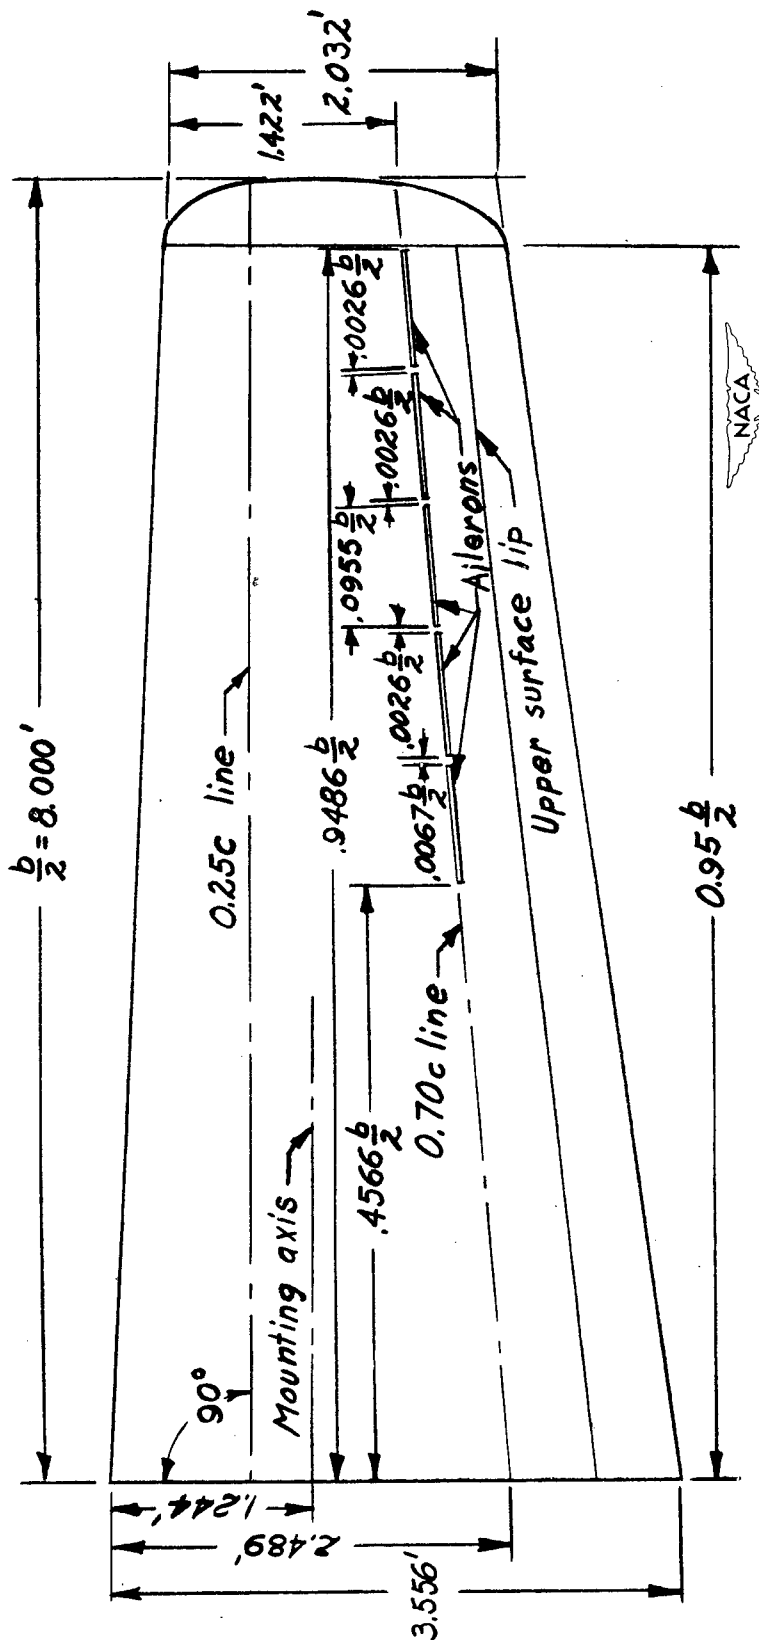 b/2 = 8.000'
0.25c line
90°
Mounting axis
1.244'
2.489'
3.556'
1.422'
2.032'
.9486 b/2
.4566 b/2
0.70c line
.0067 b/2
.0026 b/2
.0955 b/2
.0026 b/2
.0026 b/2
Ailerons
Upper surface lip
0.95 b/2
NACA